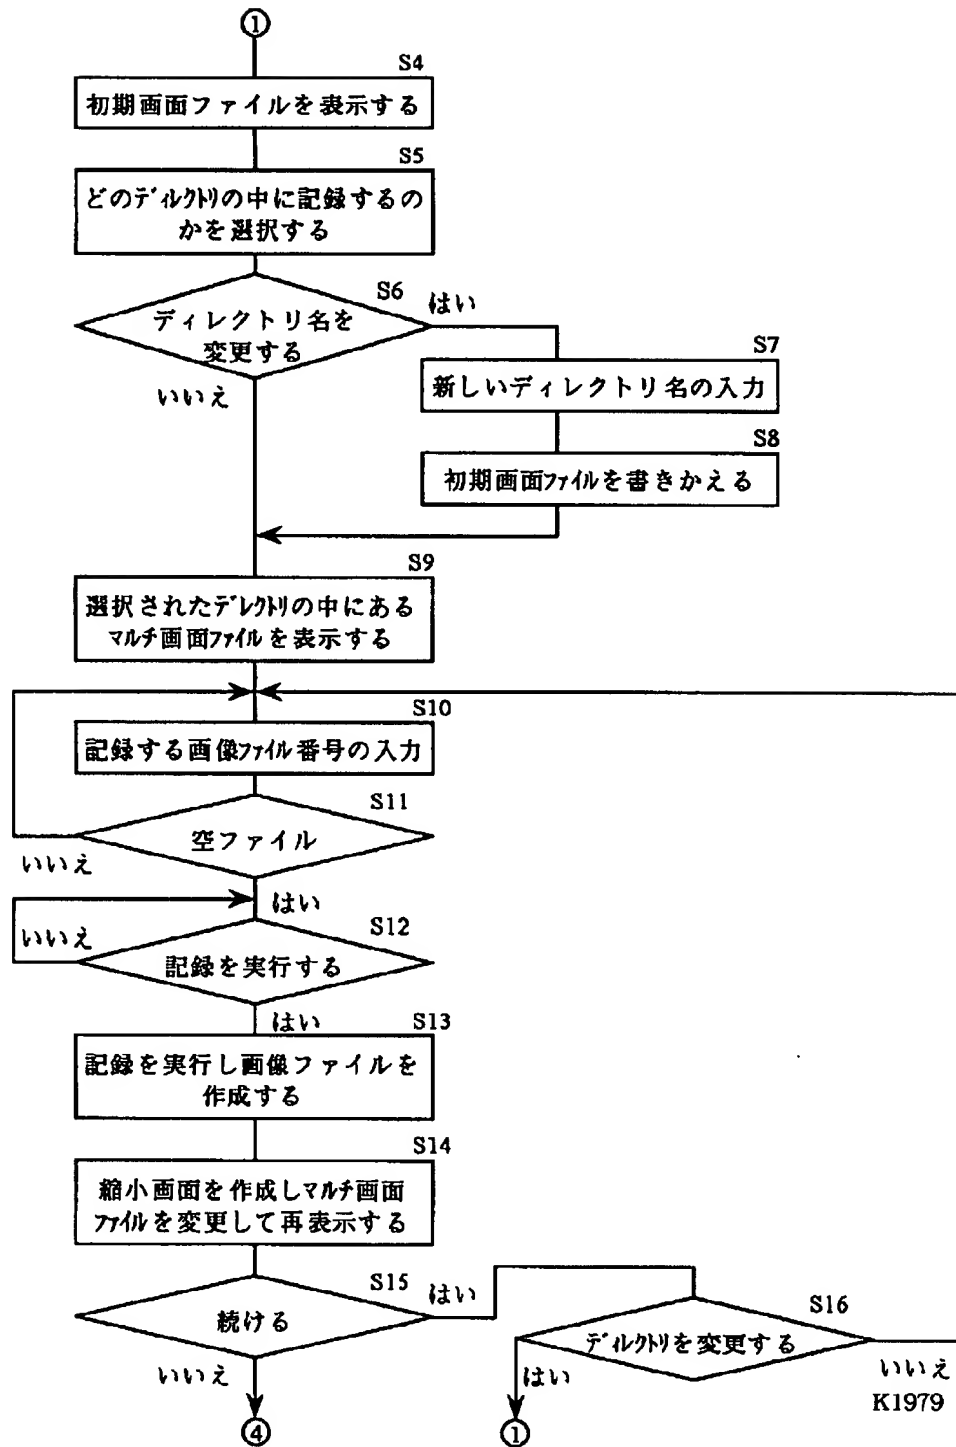 ①
S4
初期画面ファイルを表示する
S5
どのディレクトリの中に記録するの
かを選択する
S6
はい
ディレクトリ名を
変更する
いいえ
S7
新しいディレクトリ名の入力
S8
初期画面ファイルを書きかえる
S9
選択されたデレクトリの中にある
マルチ画面ファイルを表示する
S10
記録する画像ファイル番号の入力
S11
空ファイル
いいえ
はい
S12
いいえ
記録を実行する
はい
S13
記録を実行し画像ファイルを
作成する
S14
縮小画面を作成しマルチ画面
ファイルを変更して再表示する
S15
はい
続ける
いいえ
S16
ディレクトリを変更する
はい
いいえ
K1979
④
①